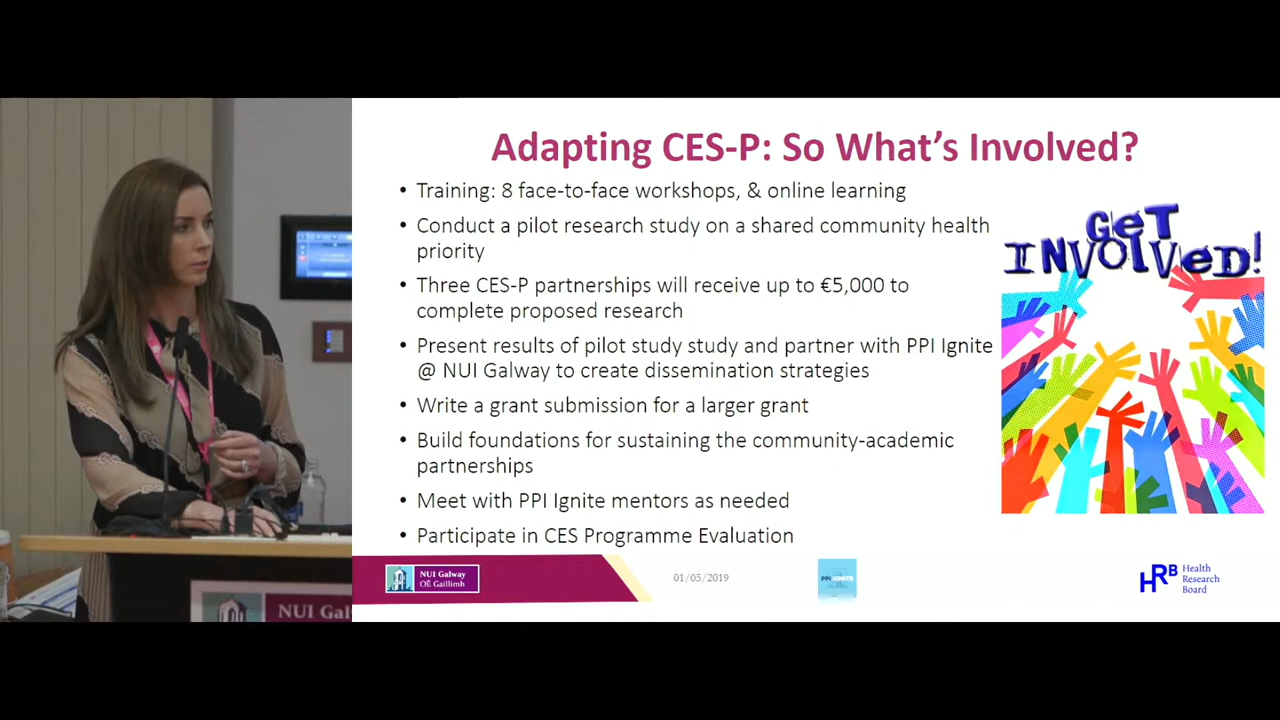 Adapting CES-P: So What's Involved?
• Training: 8 face-to-face workshops, & online learning
• Conduct a pilot research study on a shared community health
priority
• Three CES-P partnerships will receive up to €5,000 to
complete proposed research
• Present results of pilot study study and partner with PPI Ignite
@ NUI Galway to create dissemination strategies
• Write a grant submission for a larger grant
• Build foundations for sustaining the community-academic
partnerships
• Meet with PPI Ignite mentors as needed
• Participate in CES Programme Evaluation
GeT
INVOLVeD!
NUI Galway
OÉ Gaillimh
01/05/2019
PPI IGNITE
HRB
Health
Research
Board
NUI Gal